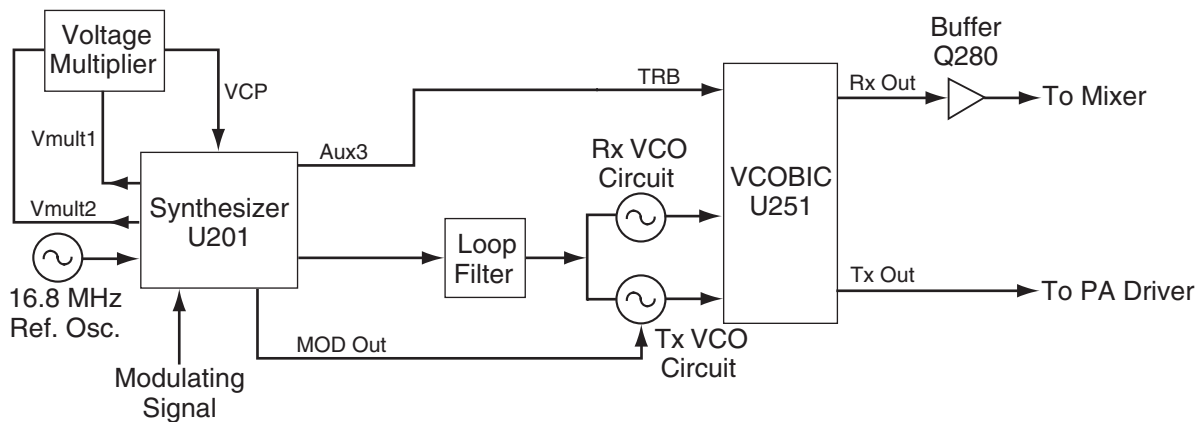 Voltage
Multiplier
VCP
Vmult1
Vmult2
16.8 MHz
Ref. Osc.
Synthesizer
U201
Modulating
Signal
Aux3
TRB
MOD Out
Loop
Filter
Rx VCO
Circuit
Tx VCO
Circuit
VCOBIC
U251
Rx Out
Buffer
Q280
To Mixer
Tx Out
To PA Driver